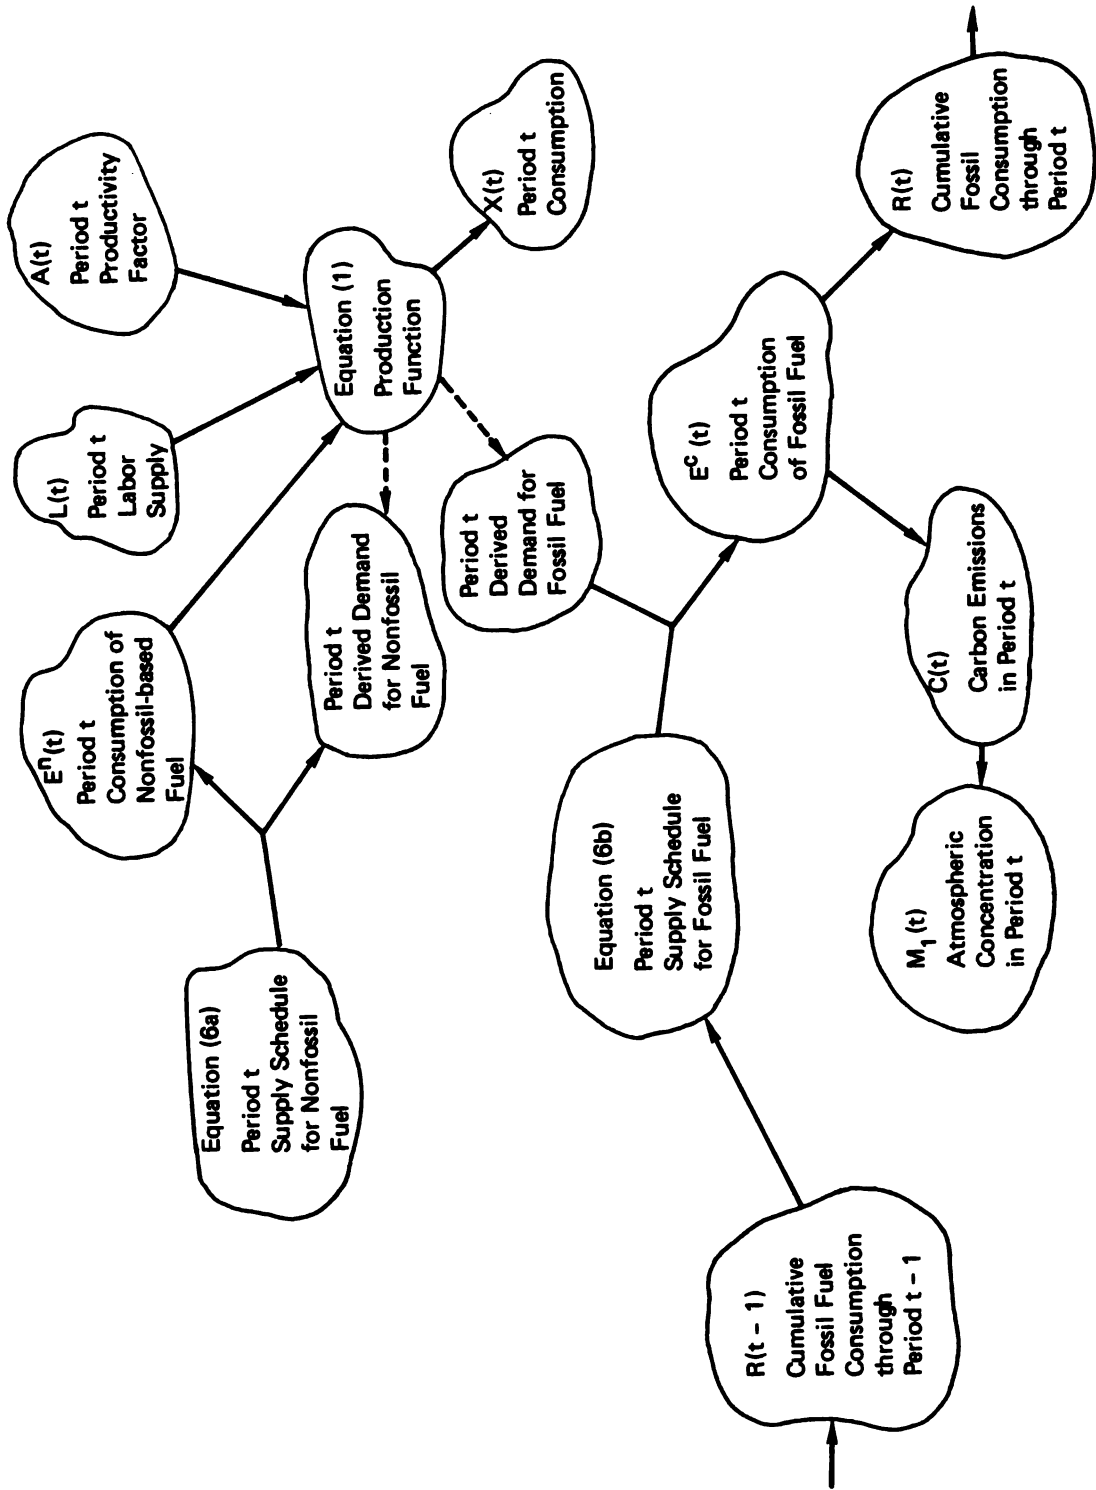 A(t)
Period t
Productivity
Factor
L(t)
Period t
Labor
Supply
Eⁿ(t)
Period t
Consumption of
Nonfossil-based
Fuel
Equation (6a)
Period t
Supply Schedule
for Nonfossil
Fuel
Equation (1)
Production
Function
X(t)
Period t
Consumption
Period t
Derived Demand
for Nonfossil
Fuel
Period t
Derived
Demand for
Fossil Fuel
Equation (6b)
Period t
Supply Schedule
for Fossil Fuel
Eᶜ (t)
Period t
Consumption
of Fossil Fuel
R(t – 1)
Cumulative
Fossil Fuel
Consumption
through
Period t – 1
M₁(t)
Atmospheric
Concentration
in Period t
C(t)
Carbon Emissions
in Period t
R(t)
Cumulative
Fossil
Consumption
through
Period t